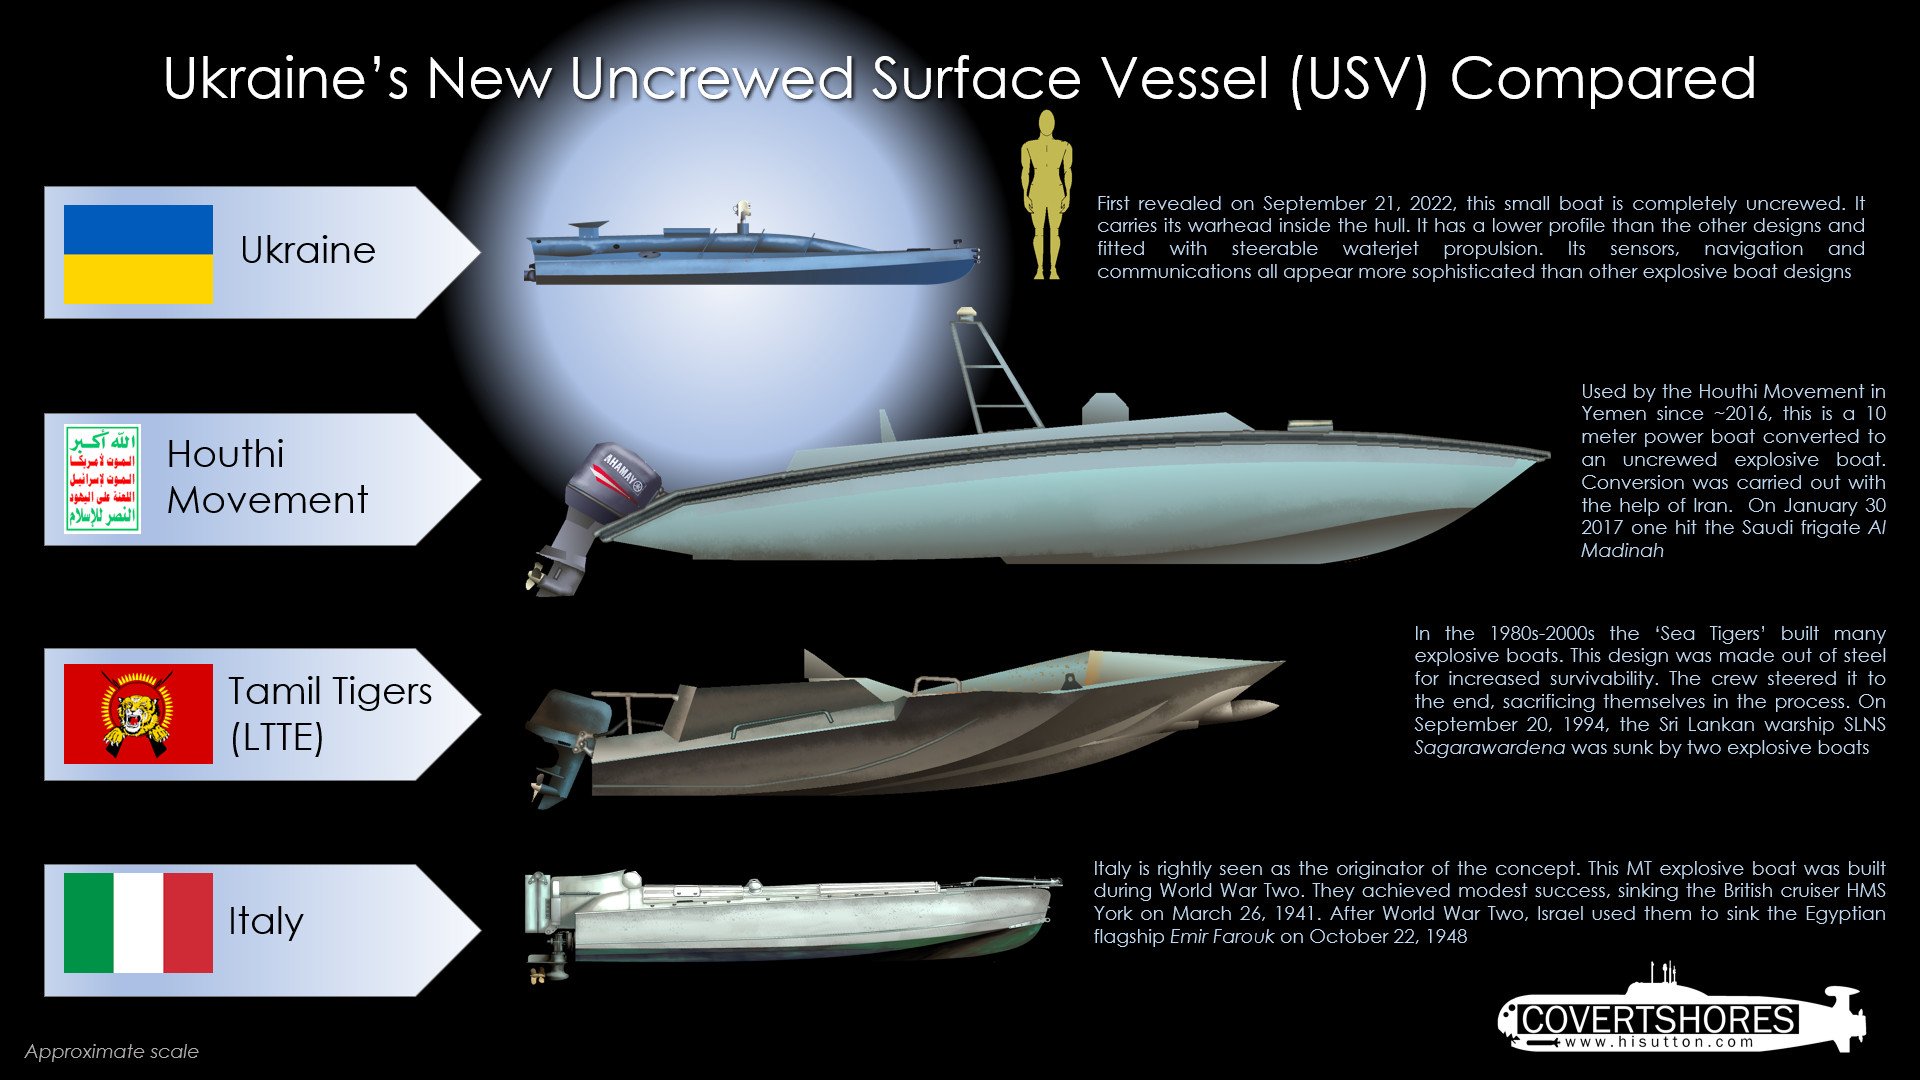 Ukraine’s New Uncrewed Surface Vessel (USV) Compared
Ukraine
First revealed on September 21, 2022, this small boat is completely uncrewed. It
carries its warhead inside the hull. It has a lower profile than the other designs and
fitted with steerable waterjet propulsion. Its sensors, navigation and
communications all appear more sophisticated than other explosive boat designs
الله أكبر
الموت لأمريكا
الموت لإسرائيل
اللعنة على اليهود
النصر للإسلام
Houthi
Movement
AHAMAY
Used by the Houthi Movement in
Yemen since ~2016, this is a 10
meter power boat converted to
an uncrewed explosive boat.
Conversion was carried out with
the help of Iran. On January 30
2017 one hit the Saudi frigate Al
Madinah
Tamil Tigers
(LTTE)
In the 1980s-2000s the ‘Sea Tigers’ built many
explosive boats. This design was made out of steel
for increased survivability. The crew steered it to
the end, sacrificing themselves in the process. On
September 20, 1994, the Sri Lankan warship SLNS
Sagarawardena was sunk by two explosive boats
Italy
Italy is rightly seen as the originator of the concept. This MT explosive boat was built
during World War Two. They achieved modest success, sinking the British cruiser HMS
York on March 26, 1941. After World War Two, Israel used them to sink the Egyptian
flagship Emir Farouk on October 22, 1948
COVERTSHORES
www.hisutton.com
Approximate scale